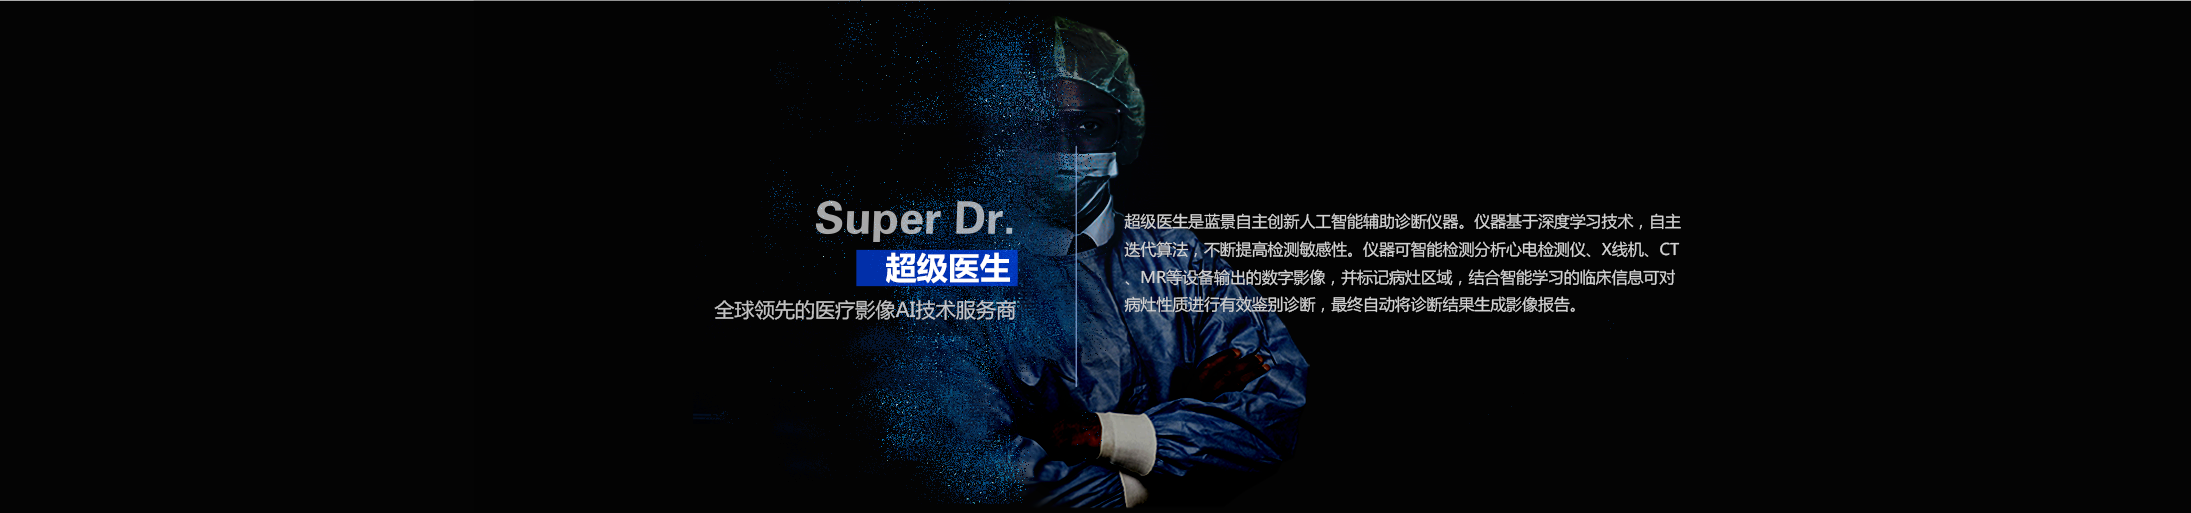 Super Dr.
超级医生
全球领先的医疗影像AI技术服务商
超级医生是蓝景自主创新人工智能辅助诊断仪器。仪器基于深度学习技术，自主
迭代算法，不断提高检测敏感性。仪器可智能检测分析心电检测仪、X线机、CT
、MR等设备输出的数字影像，并标记病灶区域，结合智能学习的临床信息可对
病灶性质进行有效鉴别诊断，最终自动将诊断结果生成影像报告。